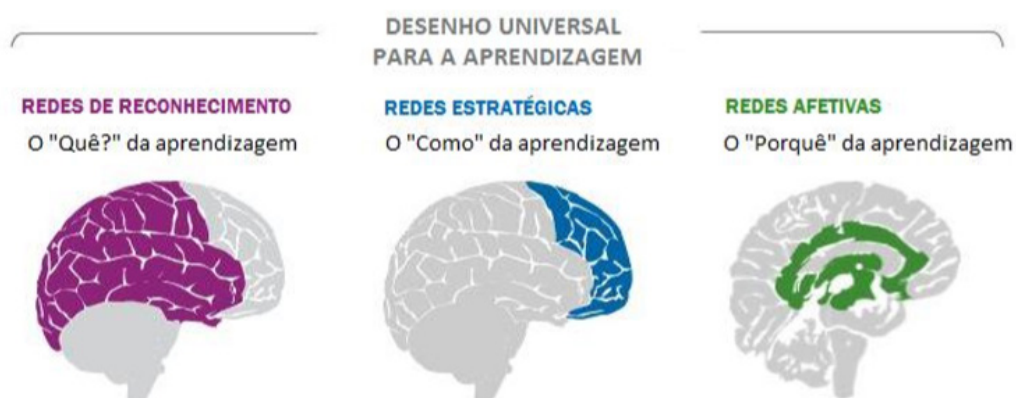 DESENHO UNIVERSAL
PARA A APRENDIZAGEM
REDES DE RECONHECIMENTO
O "Quê?" da aprendizagem
REDES ESTRATÉGICAS
O "Como" da aprendizagem
REDES AFETIVAS
O "Porquê" da aprendizagem